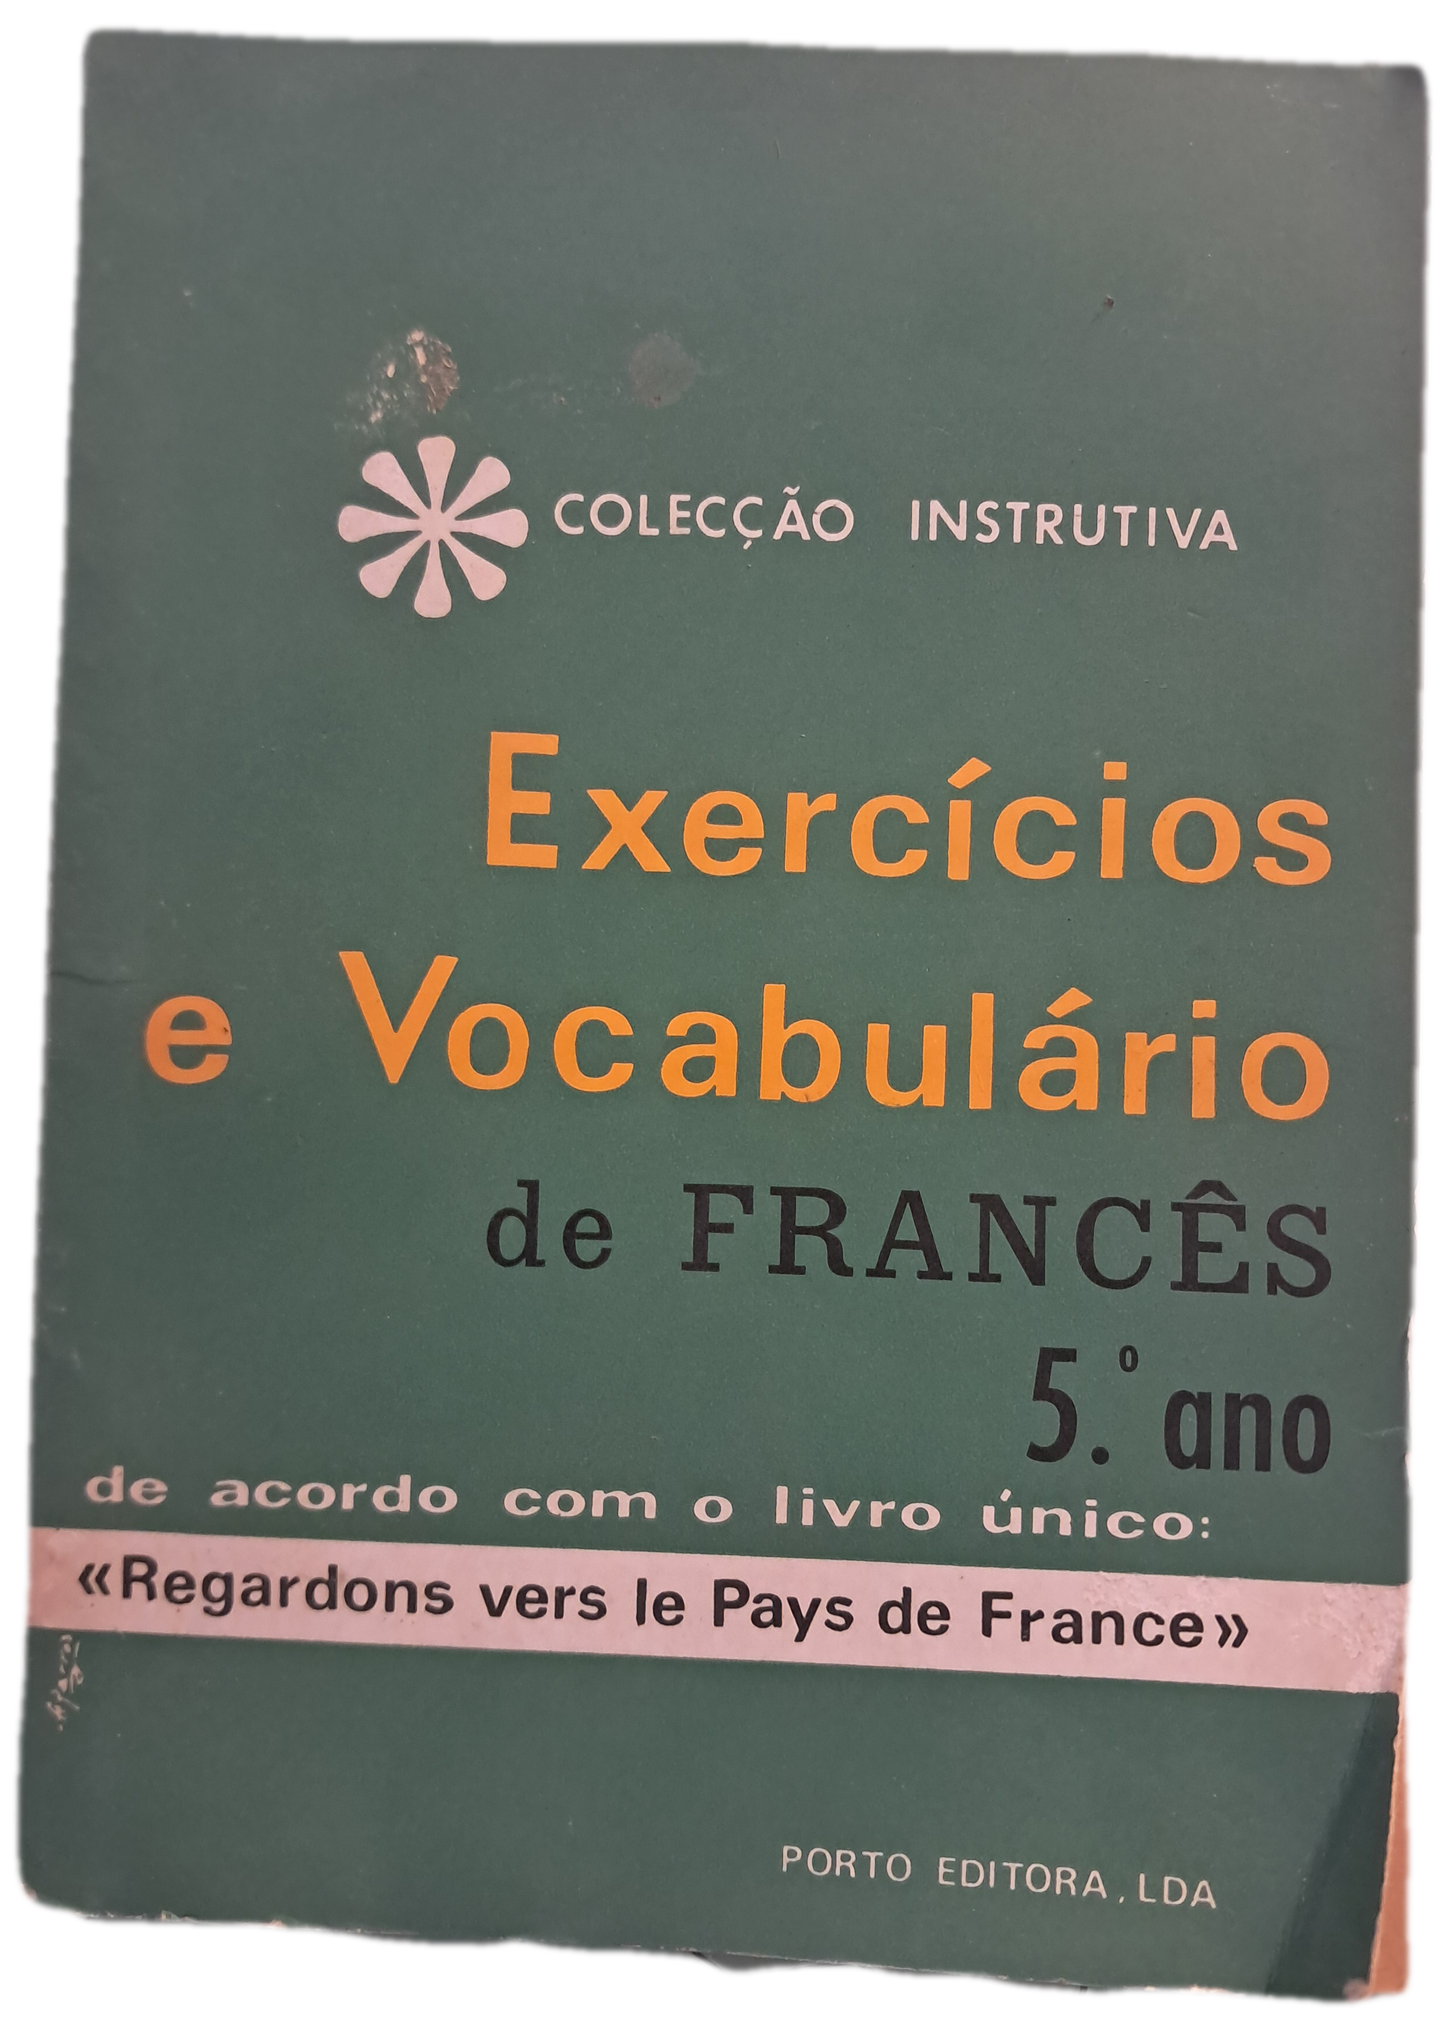 COLECÇÃO INSTRUTIVA
Exercícios
e Vocabulário
de FRANCÊS
5.º ano
de acordo com o livro único:
«Regardons vers le Pays de France»
PORTO EDITORA, LDA